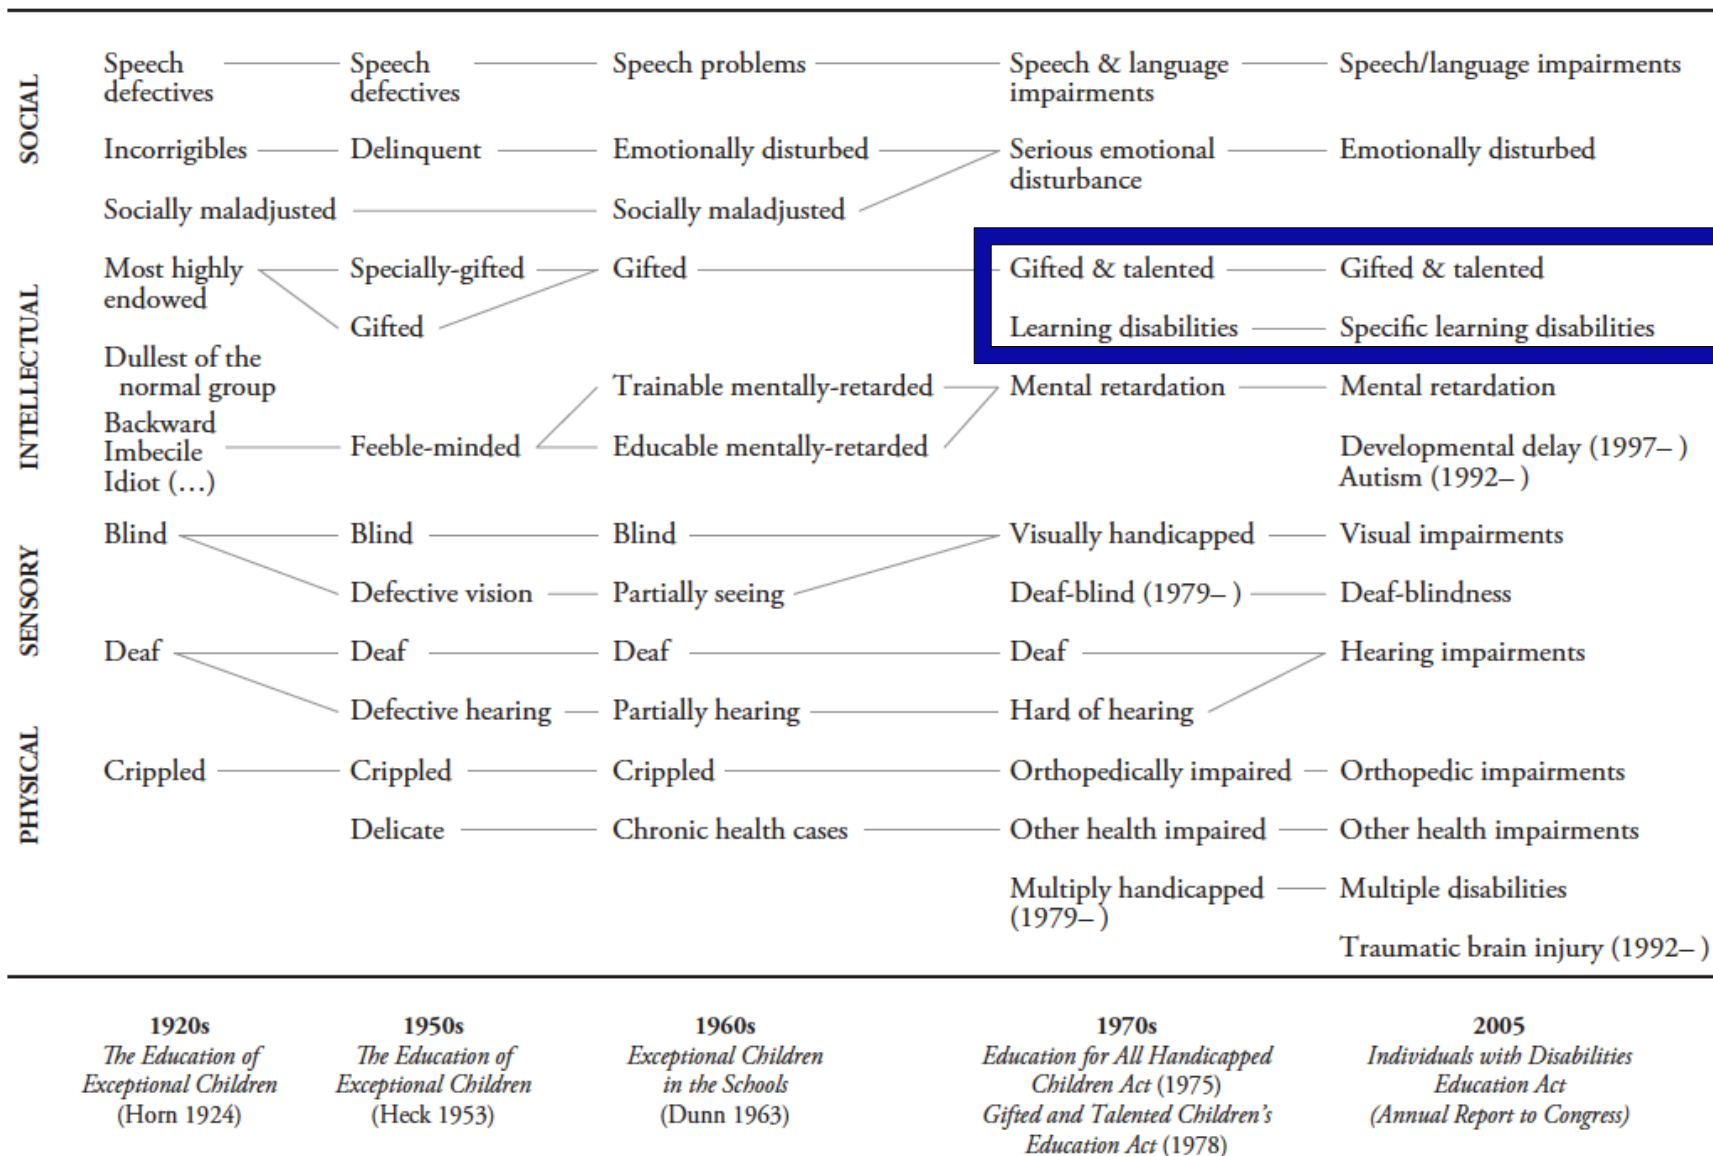 SOCIAL
Speech defectives
Speech defectives
Speech problems
Speech & language impairments
Speech/language impairments
Incorrigibles
Delinquent
Emotionally disturbed
Serious emotional disturbance
Emotionally disturbed
Socially maladjusted
Socially maladjusted
INTELLECTUAL
Most highly endowed
Specially-gifted
Gifted
Gifted & talented
Gifted & talented
Gifted
Learning disabilities
Specific learning disabilities
Dullest of the
normal group
Trainable mentally-retarded
Mental retardation
Mental retardation
Backward
Imbecile
Idiot (…)
Feeble-minded
Educable mentally-retarded
Developmental delay (1997– )
Autism (1992– )
SENSORY
Blind
Blind
Blind
Visually handicapped
Visual impairments
Defective vision
Partially seeing
Deaf-blind (1979– )
Deaf-blindness
Deaf
Deaf
Deaf
Deaf
Hearing impairments
Defective hearing
Partially hearing
Hard of hearing
PHYSICAL
Crippled
Crippled
Crippled
Orthopedically impaired
Orthopedic impairments
Delicate
Chronic health cases
Other health impaired
Other health impairments
Multiply handicapped
(1979– )
Multiple disabilities
Traumatic brain injury (1992– )
1920s
The Education of
Exceptional Children
(Horn 1924)
1950s
The Education of
Exceptional Children
(Heck 1953)
1960s
Exceptional Children
in the Schools
(Dunn 1963)
1970s
Education for All Handicapped
Children Act (1975)
Gifted and Talented Children's
Education Act (1978)
2005
Individuals with Disabilities
Education Act
(Annual Report to Congress)